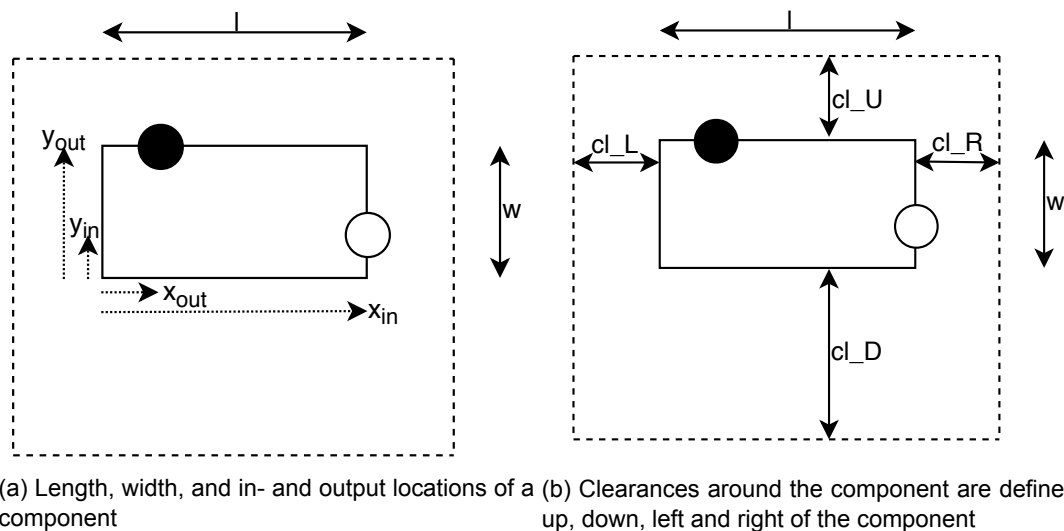 l
y_out
y_in
x_out
x_in
w
l
cl_U
cl_L
cl_R
w
cl_D
(a) Length, width, and in- and output locations of a
component
(b) Clearances around the component are define
up, down, left and right of the component